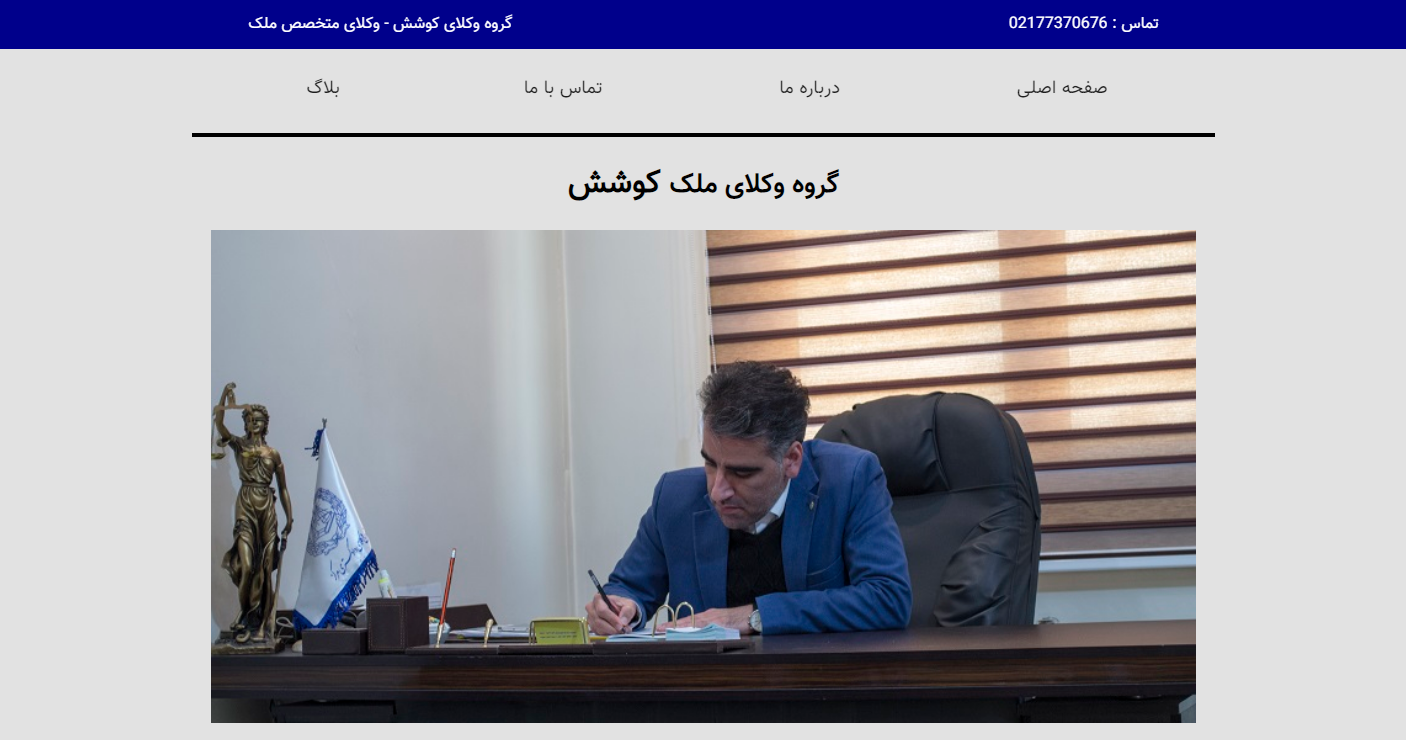 تماس : 02177370676
گروه وکلای کوشش - وکلای متخصص ملک
صفحه اصلی
درباره ما
تماس با ما
بلاگ
گروه وکلای ملک کوشش